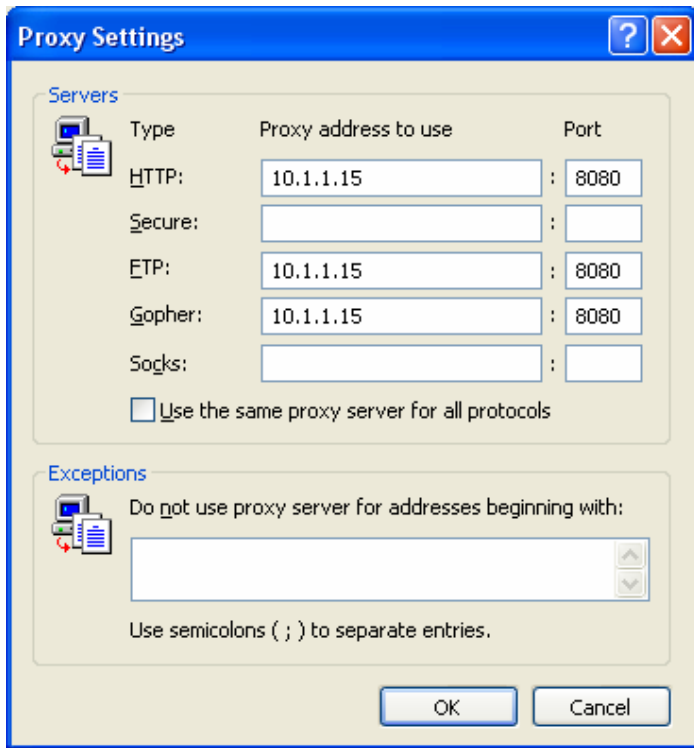 Proxy Settings
Servers
Type Proxy address to use Port
HTTP: 10.1.1.15 : 8080
Secure: :
FTP: 10.1.1.15 : 8080
Gopher: 10.1.1.15 : 8080
Socks: :
Use the same proxy server for all protocols
Exceptions
Do not use proxy server for addresses beginning with:
Use semicolons ( ; ) to separate entries.
OK Cancel